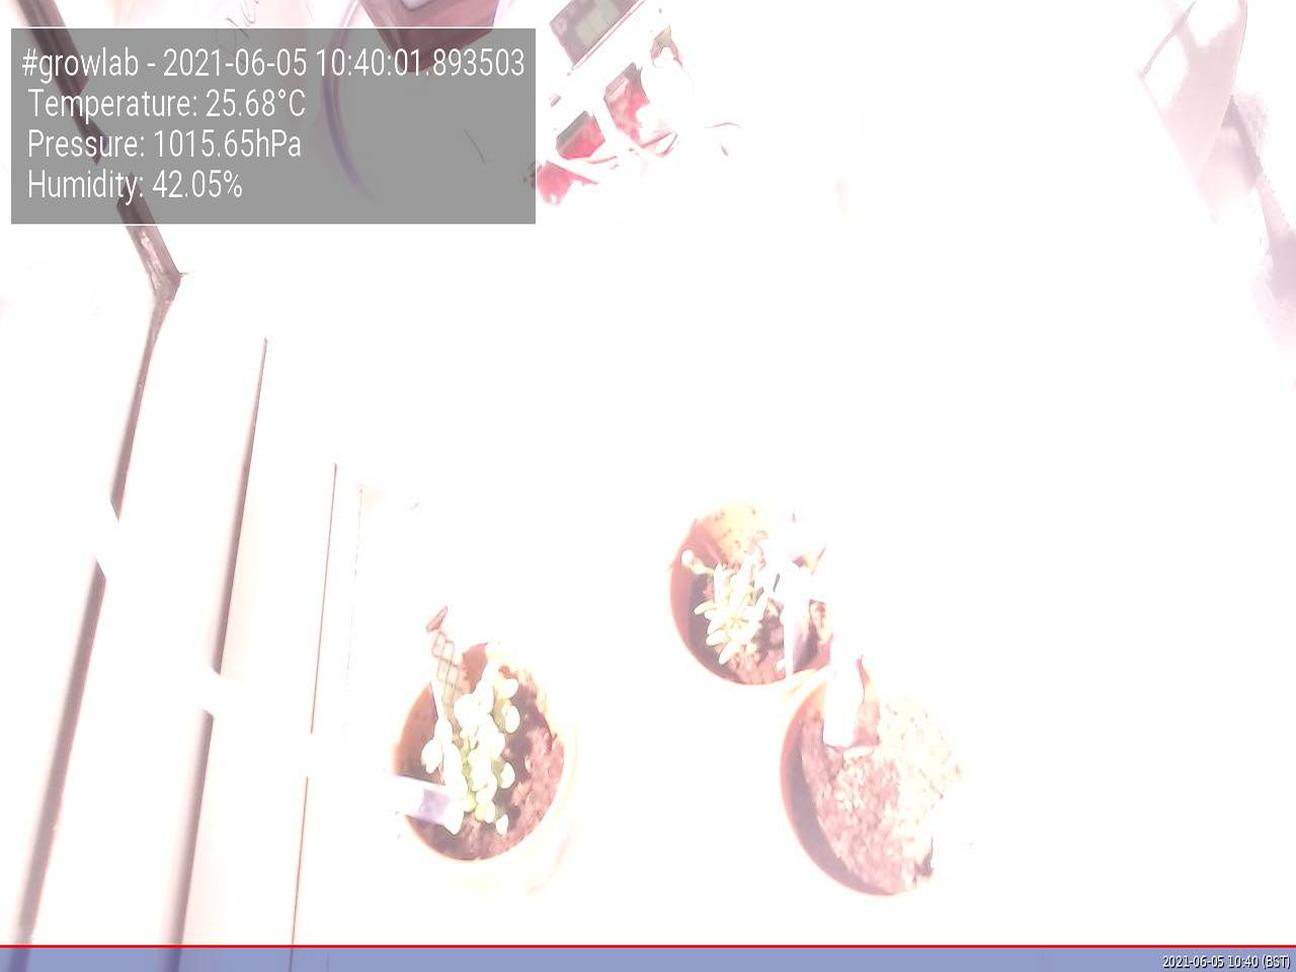 #growlab - 2021-06-05 10:40:01.893503
Temperature: 25.68°C
Pressure: 1015.65hPa
Humidity: 42.05%
2021-06-05 10:40 (BST)